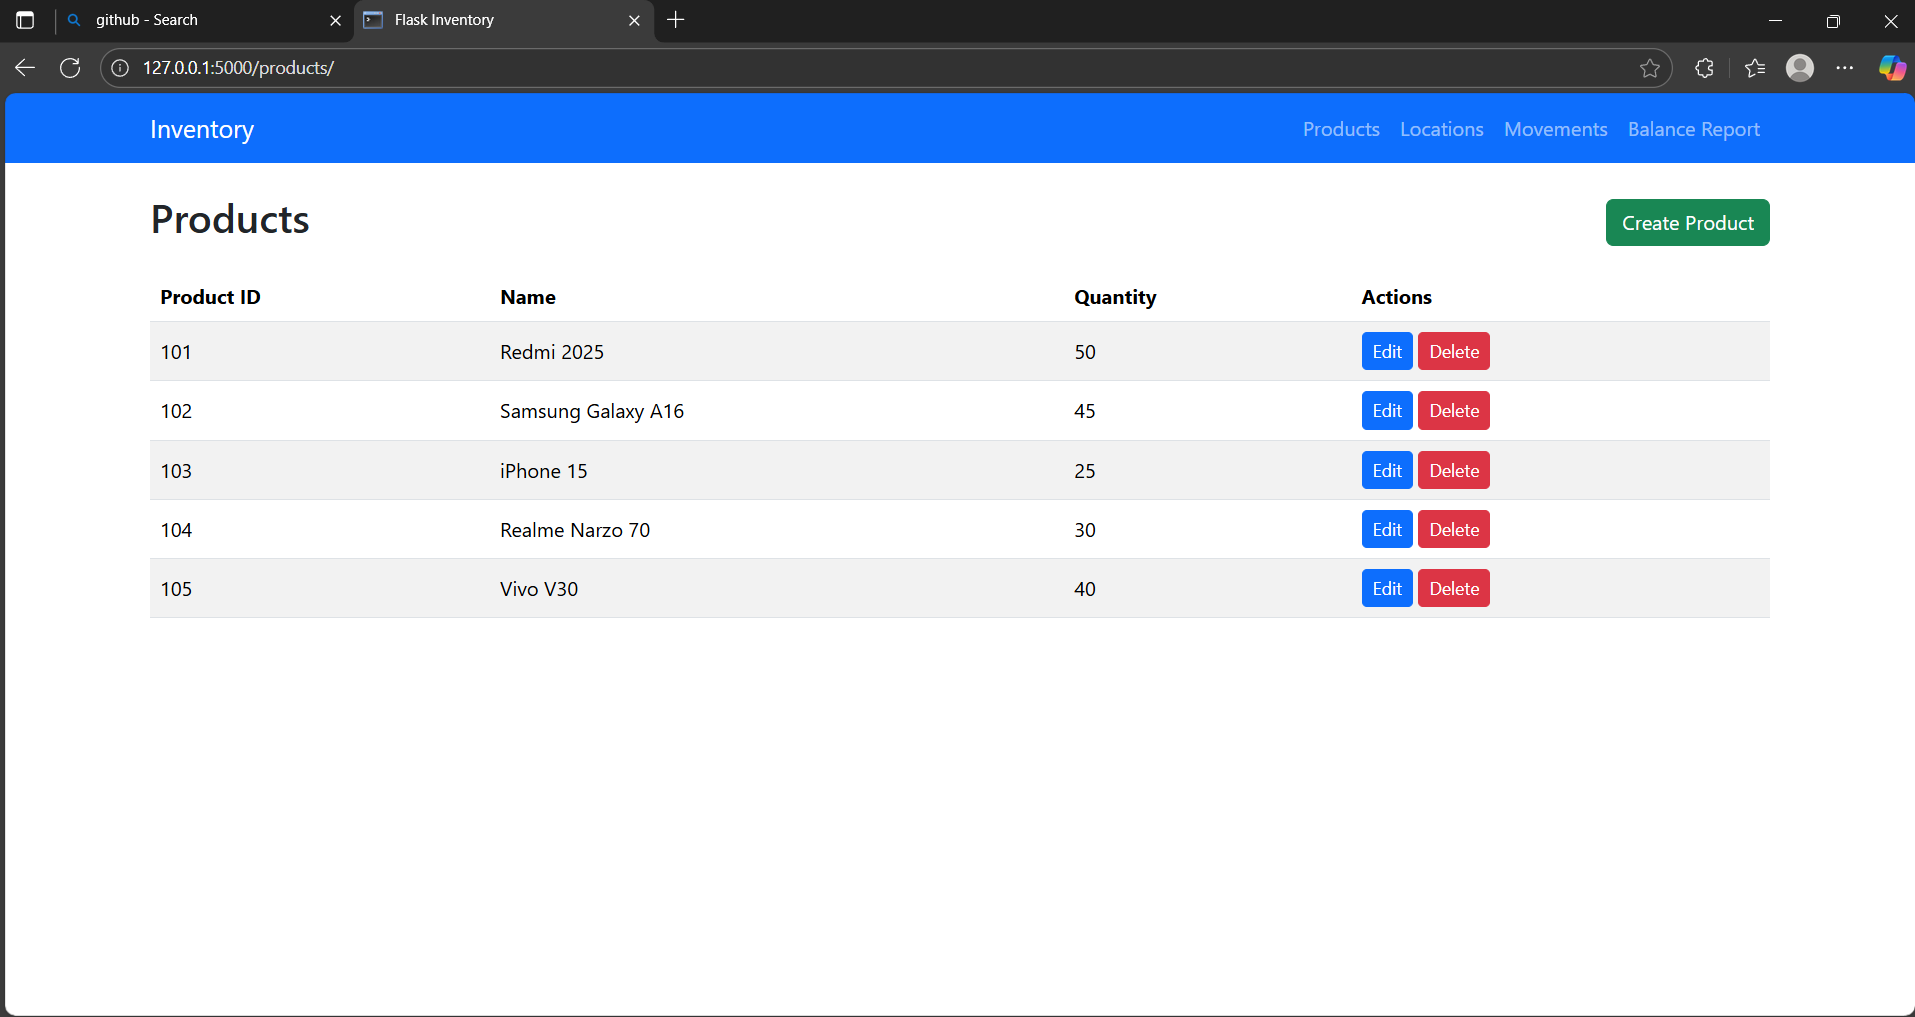 github - Search
Flask Inventory
127.0.0.1:5000/products/
Inventory Products Locations Movements Balance Report
Products Create Product
Product ID Name Quantity Actions
101 Redmi 2025 50 Edit Delete
102 Samsung Galaxy A16 45 Edit Delete
103 iPhone 15 25 Edit Delete
104 Realme Narzo 70 30 Edit Delete
105 Vivo V30 40 Edit Delete